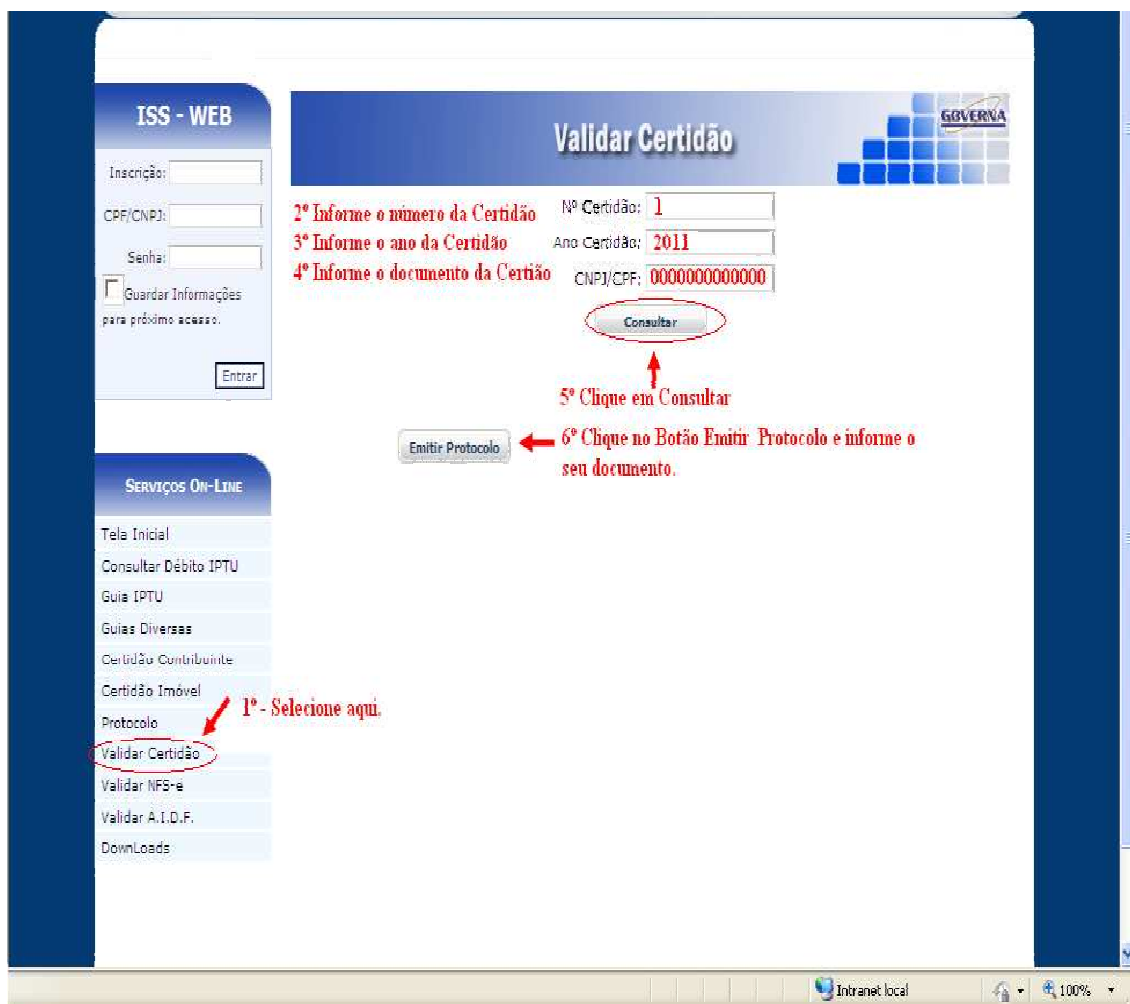 ISS - WEB
Inscrição:
CPF/CNPJ:
Senha:
Guardar Informações
para próximo acesso.
Entrar
Validar Certidão
GOVERNA
2º Informe o número da Certidão
Nº Certidão: 1
3º Informe o ano da Certidão
Ano Certidão: 2011
4º Informe o documento da Certião
CNPJ/CPF: 0000000000000
Consultar
5º Clique em Consultar
Emitir Protocolo
6º Clique no Botão Emitir Protocolo e informe o
seu documento.
SERVIÇOS ON-LINE
Tela Inicial
Consultar Débito IPTU
Guia IPTU
Guias Diversas
Certidão Contribuinte
Certidão Imóvel
1º - Selecione aqui.
Protocolo
Validar Certidão
Validar NFS-e
Validar A.I.D.F.
DownLoads
Intranet local
100%